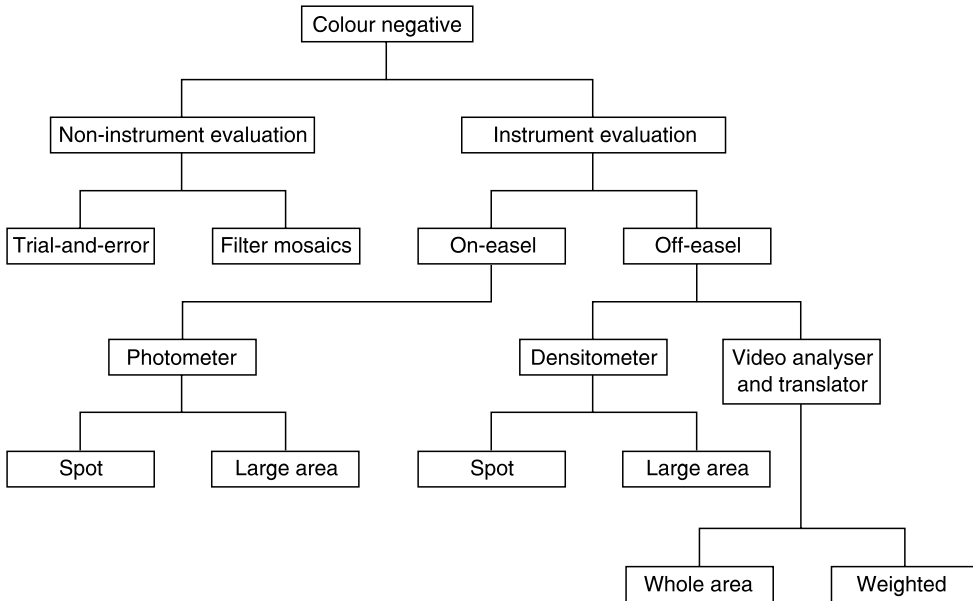 Colour negative
Non-instrument evaluation
Instrument evaluation
Trial-and-error
Filter mosaics
On-easel
Off-easel
Photometer
Densitometer
Video analyser
and translator
Spot
Large area
Spot
Large area
Whole area
Weighted